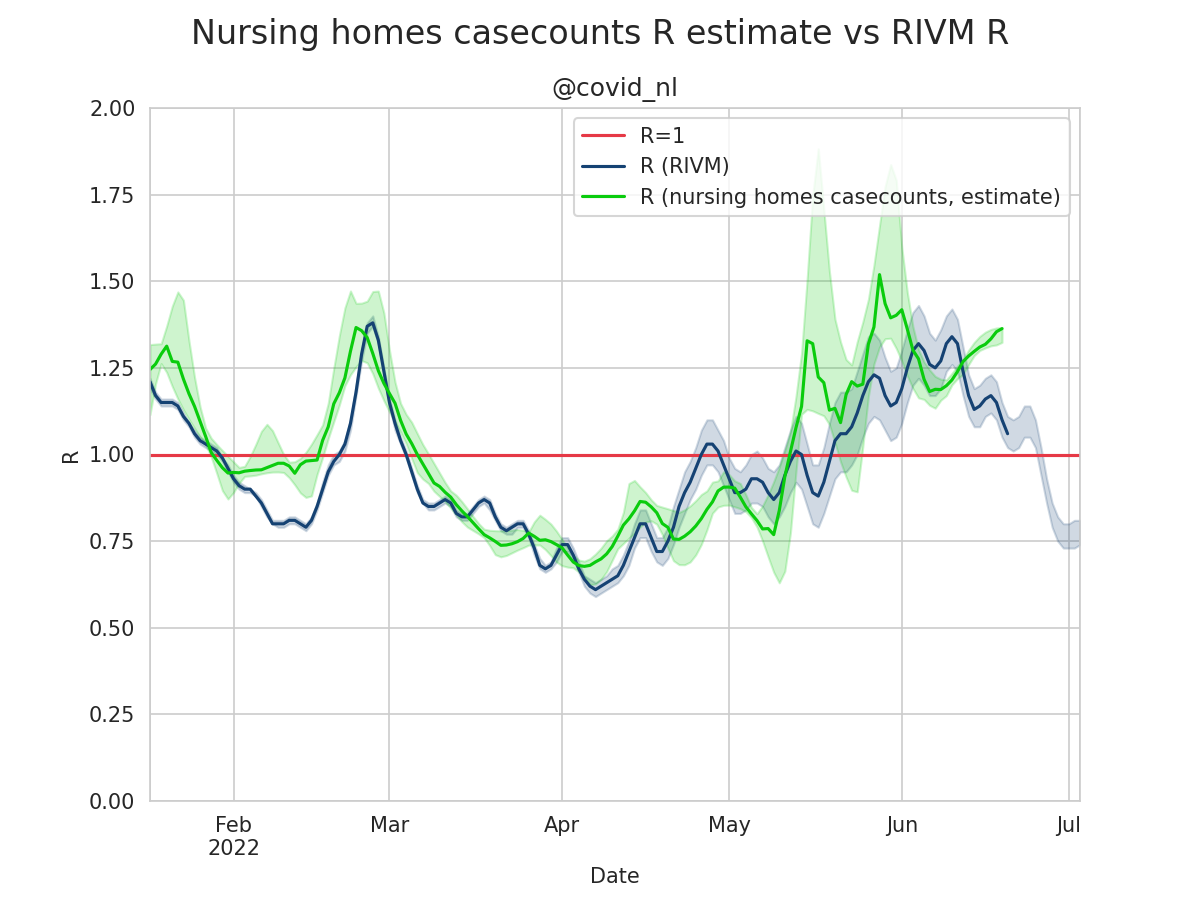 Nursing homes casecounts R estimate vs RIVM R
@covid_nl
2.00
1.75
1.50
1.25
1.00
0.75
0.50
0.25
0.00
R
R=1
R (RIVM)
R (nursing homes casecounts, estimate)
Feb
2022
Mar
Apr
May
Jun
Jul
Date